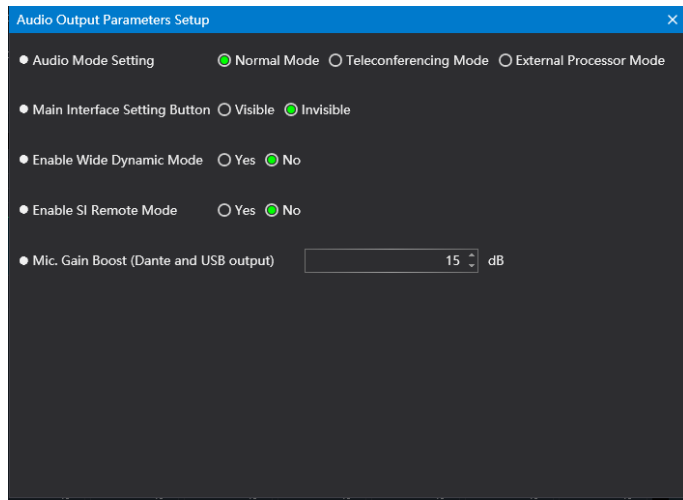 Audio Output Parameters Setup
Audio Mode Setting Normal Mode Teleconferencing Mode External Processor Mode
Main Interface Setting Button Visible Invisible
Enable Wide Dynamic Mode Yes No
Enable SI Remote Mode Yes No
Mic. Gain Boost (Dante and USB output) 15 dB